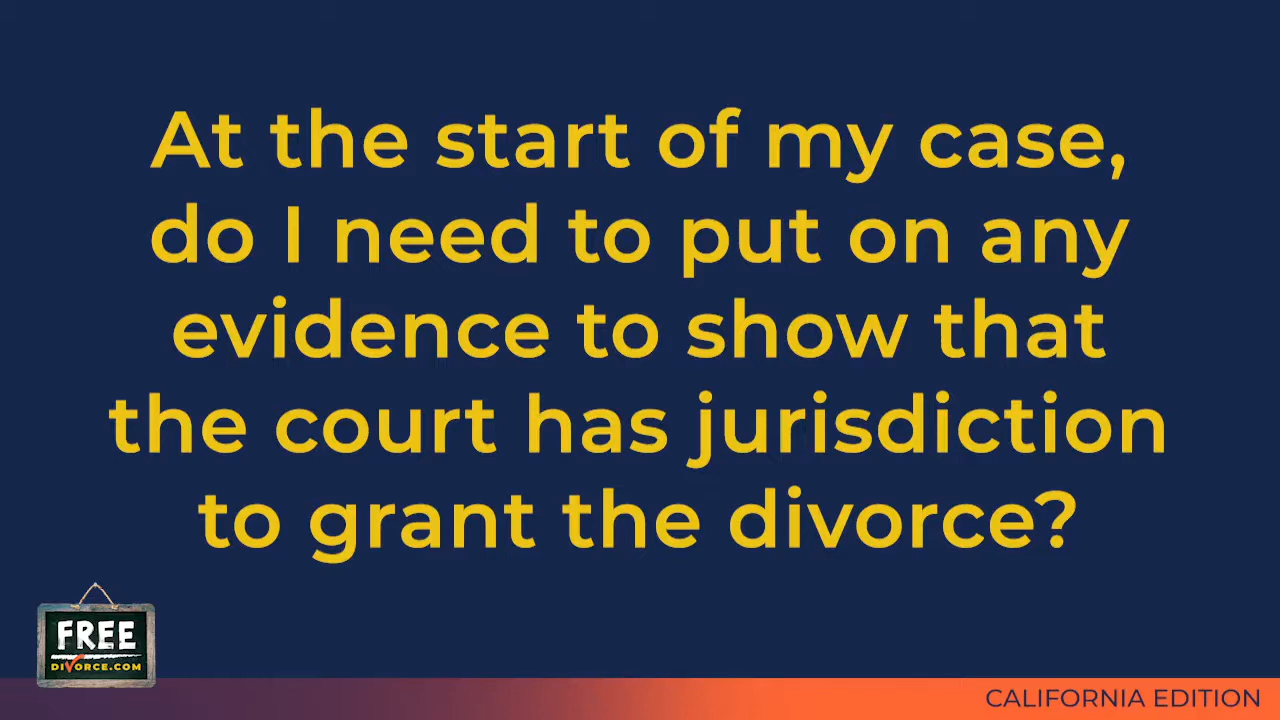 At the start of my case,
do I need to put on any
evidence to show that
the court has jurisdiction
to grant the divorce?
FREE
DIVORCE.COM
CALIFORNIA EDITION